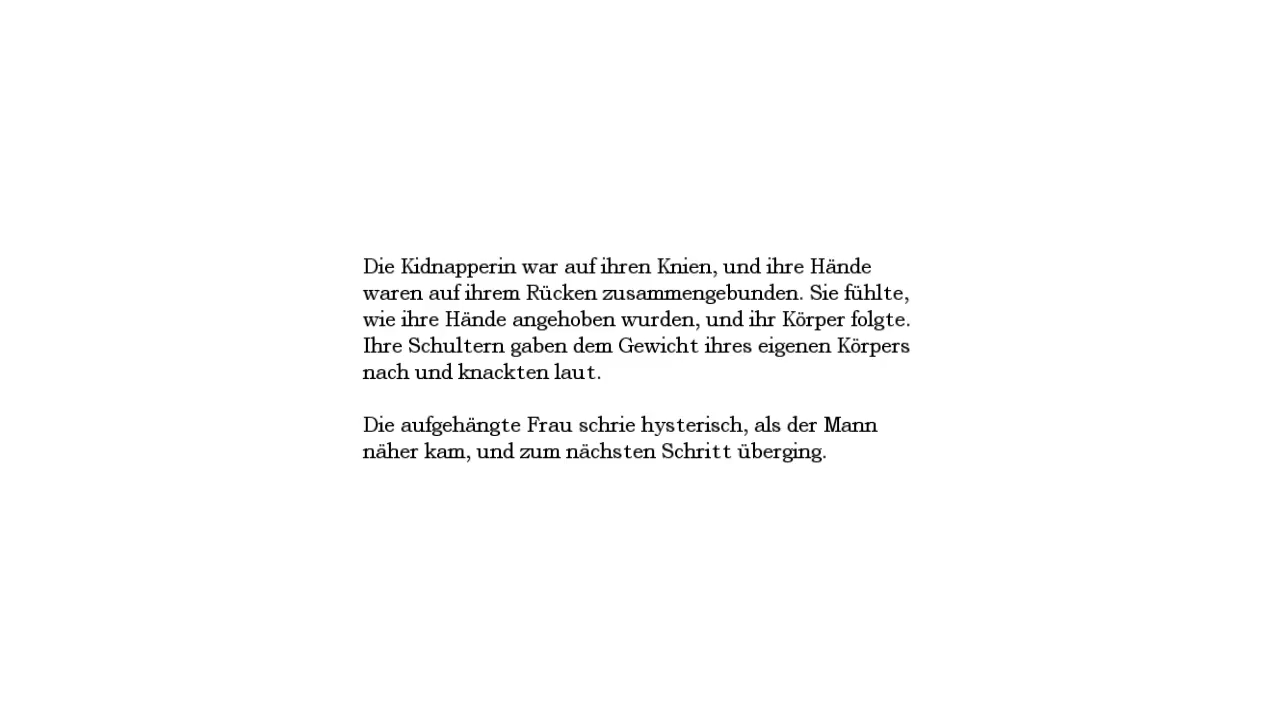 Die Kidnapperin war auf ihren Knien, und ihre Hände
waren auf ihrem Rücken zusammengebunden. Sie fühlte,
wie ihre Hände angehoben wurden, und ihr Körper folgte.
Ihre Schultern gaben dem Gewicht ihres eigenen Körpers
nach und knackten laut.
Die aufgehängte Frau schrie hysterisch, als der Mann
näher kam, und zum nächsten Schritt überging.